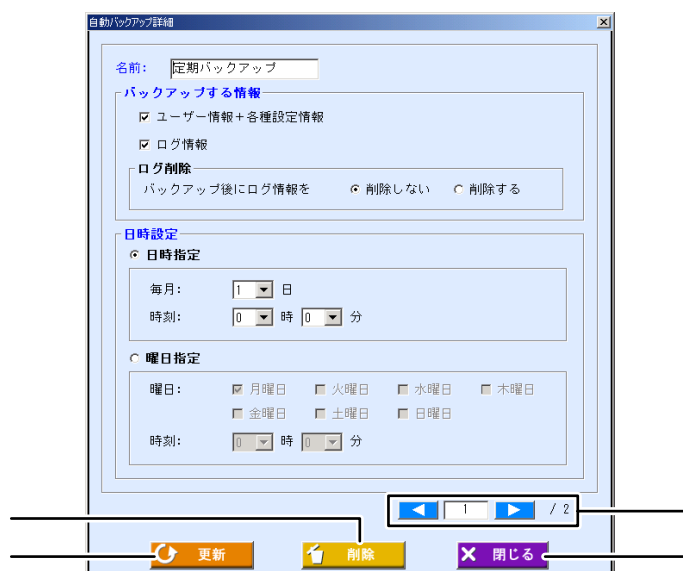 自動バックアップ詳細
名前: 定期バックアップ
バックアップする情報
ユーザー情報+各種設定情報
ログ情報
ログ削除
バックアップ後にログ情報を 削除しない 削除する
日時設定
日時指定
毎月: 1 日
時刻: 0 時 0 分
曜日指定
曜日: 月曜日 火曜日 水曜日 木曜日
金曜日 土曜日 日曜日
時刻: 0 時 0 分
1 / 2
更新 削除 閉じる